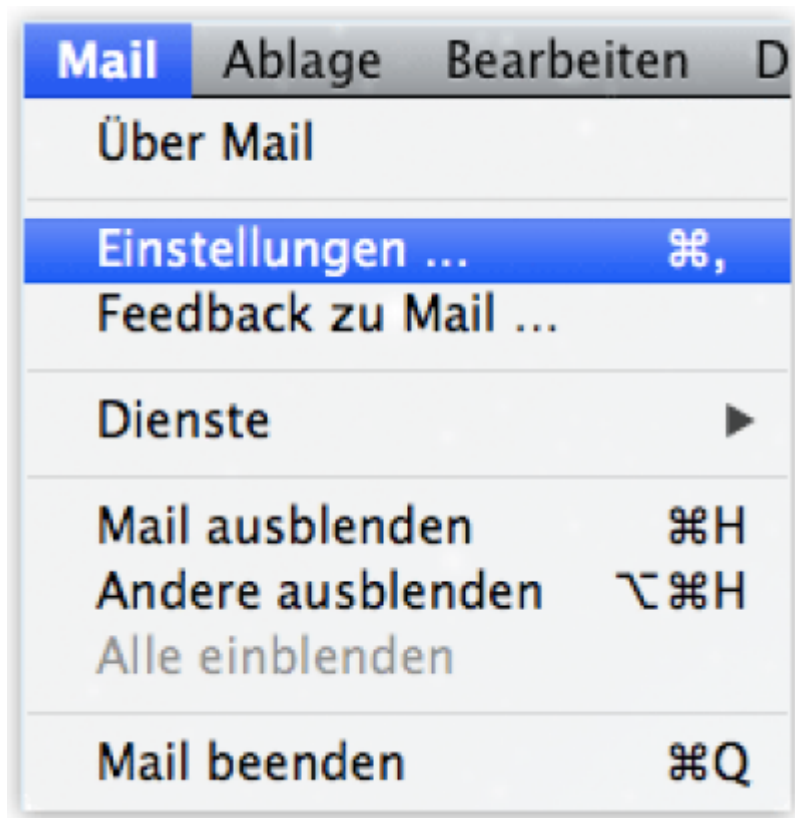 Mail Ablage Bearbeiten D
Über Mail
Einstellungen ... ⌘,
Feedback zu Mail ...
Dienste ▶
Mail ausblenden ⌘H
Andere ausblenden ⌥⌘H
Alle einblenden
Mail beenden ⌘Q